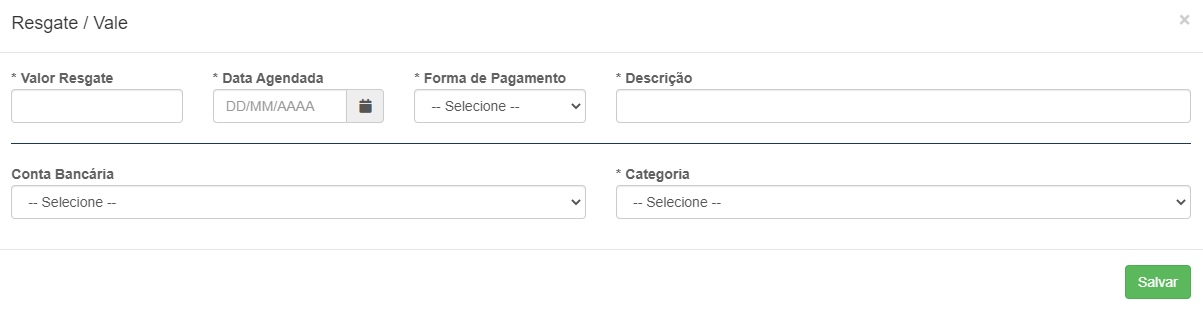 Resgate / Vale ×
* Valor Resgate * Data Agendada * Forma de Pagamento * Descrição
DD/MM/AAAA -- Selecione --
Conta Bancária * Categoria
-- Selecione -- -- Selecione --
Salvar